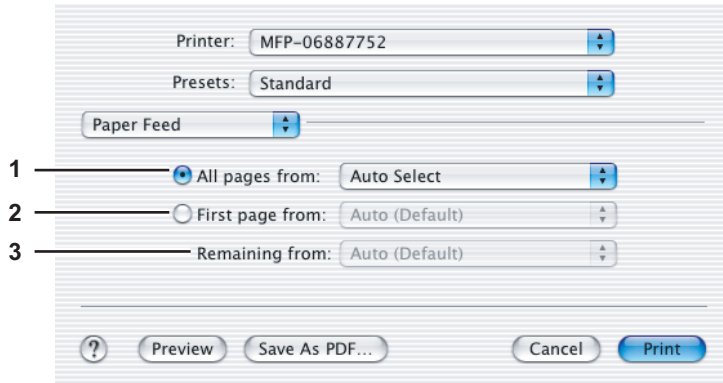 Printer: MFP-06887752
Presets: Standard
Paper Feed
1 All pages from: Auto Select
2 First page from: Auto (Default)
3 Remaining from: Auto (Default)
? Preview Save As PDF... Cancel Print